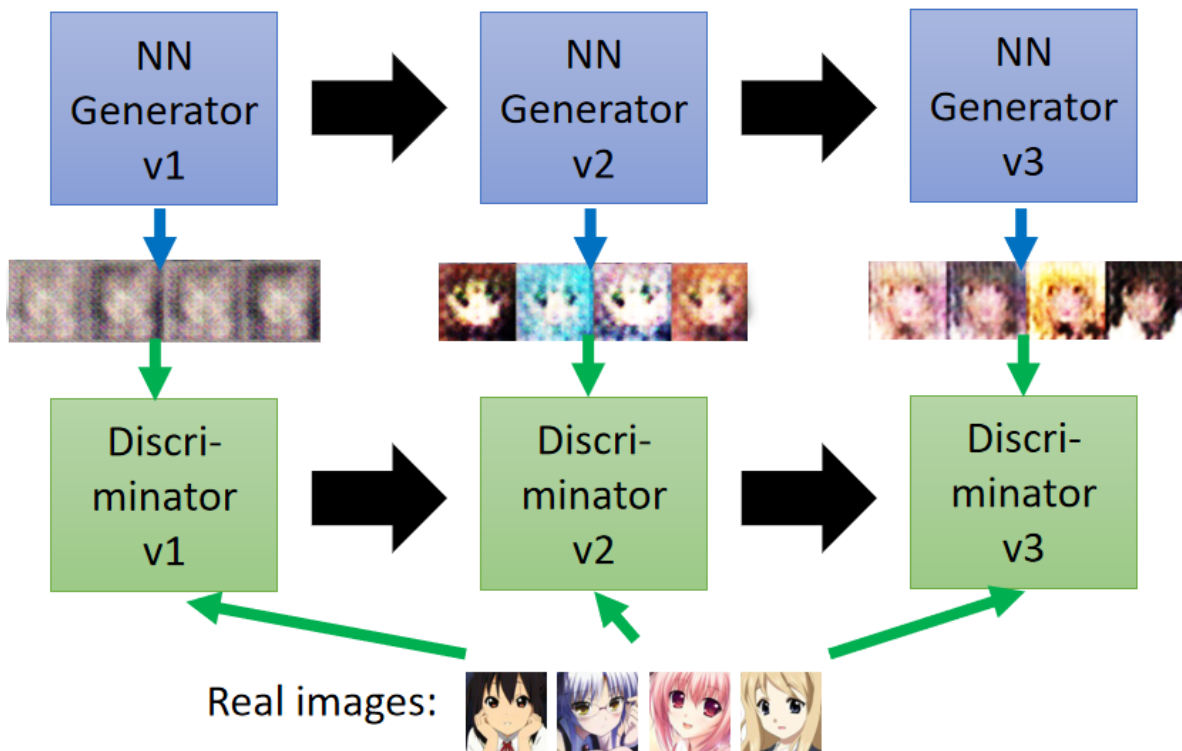 NN
Generator
v1
NN
Generator
v2
NN
Generator
v3
Discri-
minator
v1
Discri-
minator
v2
Discri-
minator
v3
Real images: